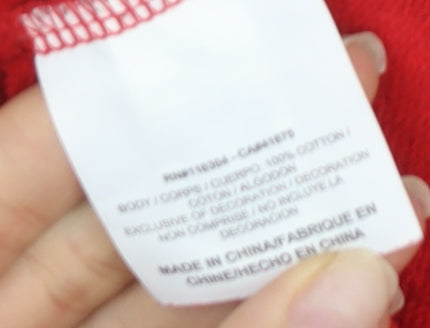 RN#116304 - CA#41070
BODY / CORPS / CUERPO: 100% COTTON /
COTON / ALGODON
EXCLUSIVE OF DECORATION / DECORATION
NON COMPRISE / NO INCLUYE LA
DECORACION
MADE IN CHINA/FABRIQUE EN
CHINE/HECHO EN CHINA